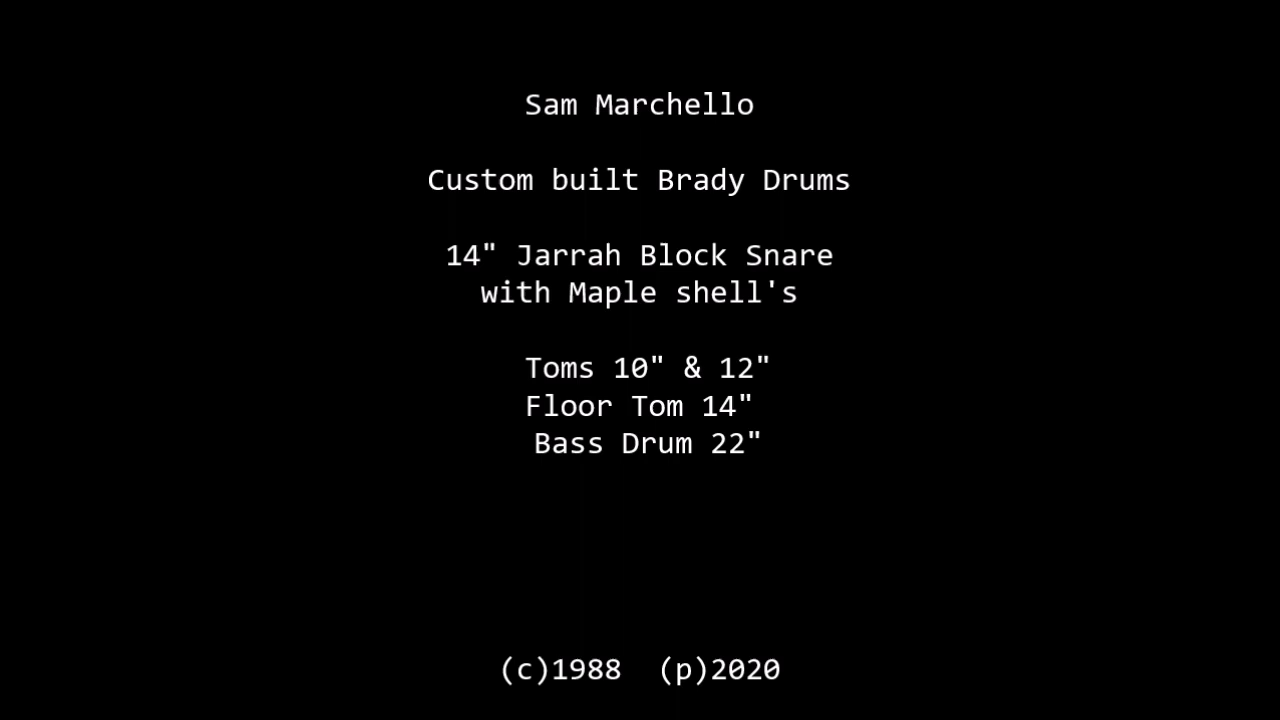 Sam Marchello
Custom built Brady Drums
14" Jarrah Block Snare
with Maple shell's
Toms 10" & 12"
Floor Tom 14"
Bass Drum 22"
(c)1988  (p)2020